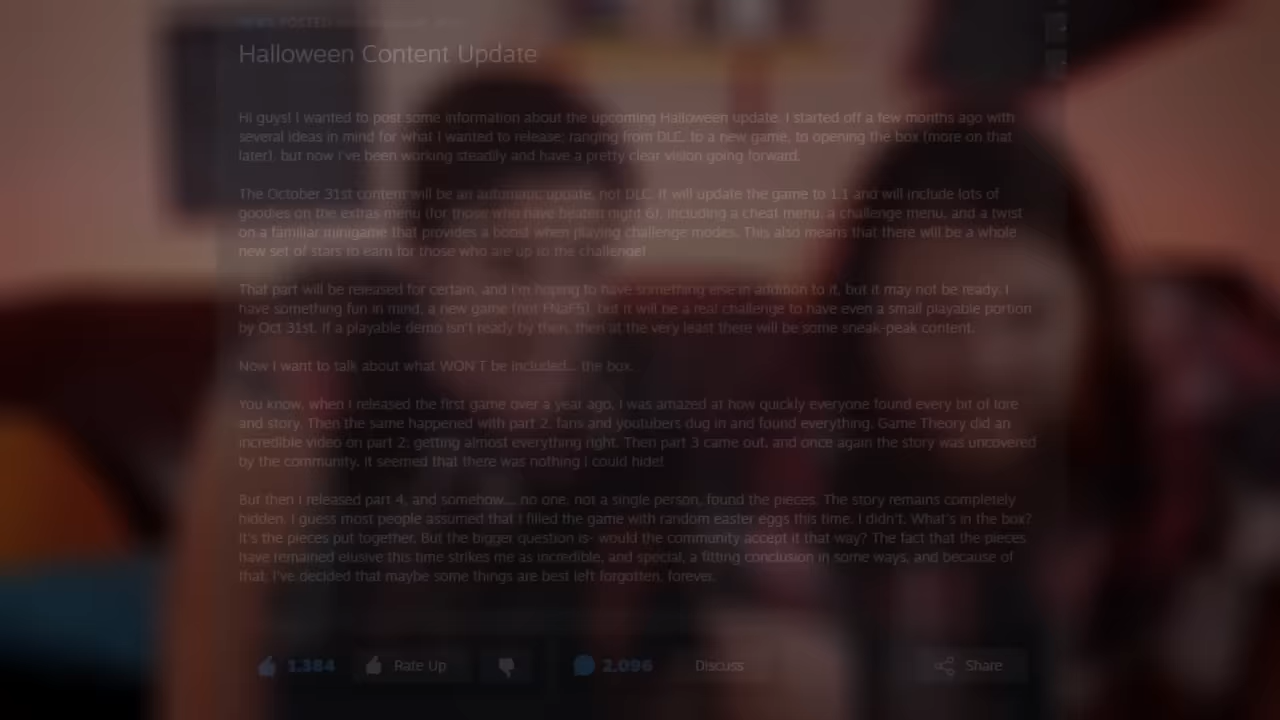 POSTED
Halloween Content Update
Hi guys! I wanted to post some information about the upcoming Halloween update. I started off a few months ago with
several ideas in mind for what I wanted to release; ranging from DLC, to a new game, to opening the box (more on that
later), but now I've been working steadily and have a pretty clear vision going forward.
The October 31st content will be an automatic update, not DLC. It will update the game to 1.1 and will include lots of
goodies on the extras menu (for those who have beaten night 6), including a cheat menu, a challenge menu, and a twist
on a familiar minigame that provides a boost when playing challenge modes. This also means that there will be a whole
new set of stars to earn for those who are up to the challenge!
That part will be released for certain, and I'm hoping to have something else in addition to it, but it may not be ready. I
have something fun in mind, a new game (not FNaF5), but it will be a real challenge to have even a small playable portion
by Oct 31st. If a playable demo isn't ready by then, then at the very least there will be some sneak-peak content.
Now I want to talk about what WON'T be included... the box.
You know, when I released the first game over a year ago, I was amazed at how quickly everyone found every bit of lore
and story. Then the same happened with part 2, fans and youtubers dug in and found everything. Game Theory did an
incredible video on part 2; getting almost everything right. Then part 3 came out, and once again the story was uncovered
by the community. It seemed that there was nothing I could hide!
But then I released part 4, and somehow.... no one, not a single person, found the pieces. The story remains completely
hidden. I guess most people assumed that I filled the game with random easter eggs this time. I didn't. What's in the box?
It's the pieces put together. But the bigger question is- would the community accept it that way? The fact that the pieces
have remained elusive this time strikes me as incredible, and special, a fitting conclusion in some ways, and because of
that, I've decided that maybe some things are best left forgotten, forever.
1,384 Rate Up 2,096 Discuss Share